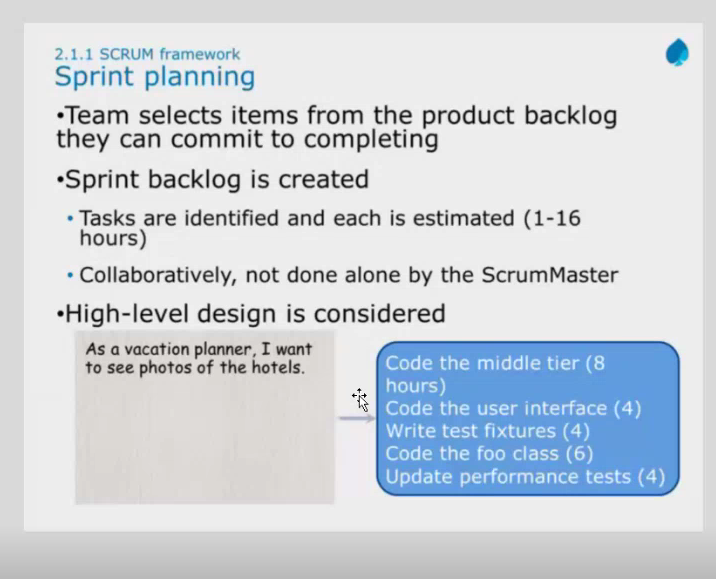 2.1.1 SCRUM framework
Sprint planning
•Team selects items from the product backlog
they can commit to completing
•Sprint backlog is created
• Tasks are identified and each is estimated (1-16
hours)
• Collaboratively, not done alone by the ScrumMaster
•High-level design is considered
As a vacation planner, I want
to see photos of the hotels.
Code the middle tier (8
hours)
Code the user interface (4)
Write test fixtures (4)
Code the foo class (6)
Update performance tests (4)